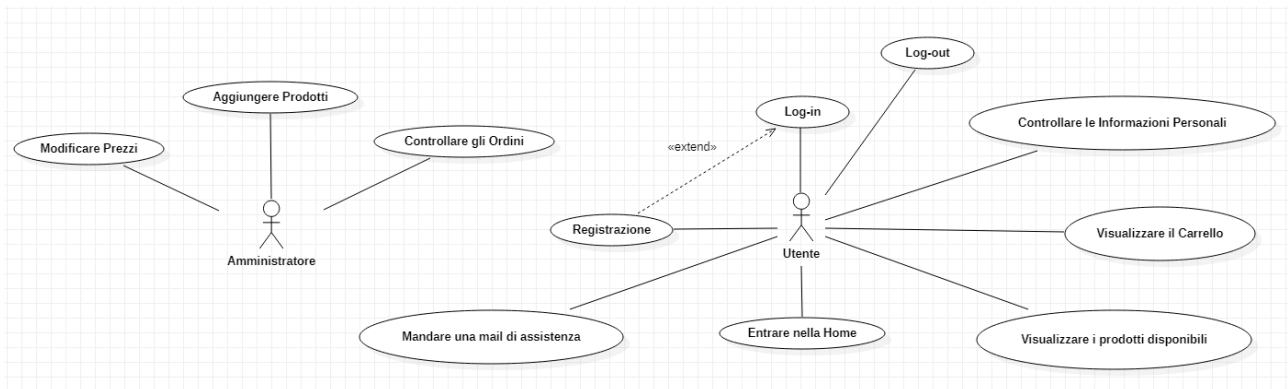 Log-out
Aggiungere Prodotti
Log-in
Controllare le Informazioni Personali
Modificare Prezzi
Controllare gli Ordini
«extend»
Registrazione
Visualizzare il Carrello
Amministratore
Utente
Mandare una mail di assistenza
Entrare nella Home
Visualizzare i prodotti disponibili